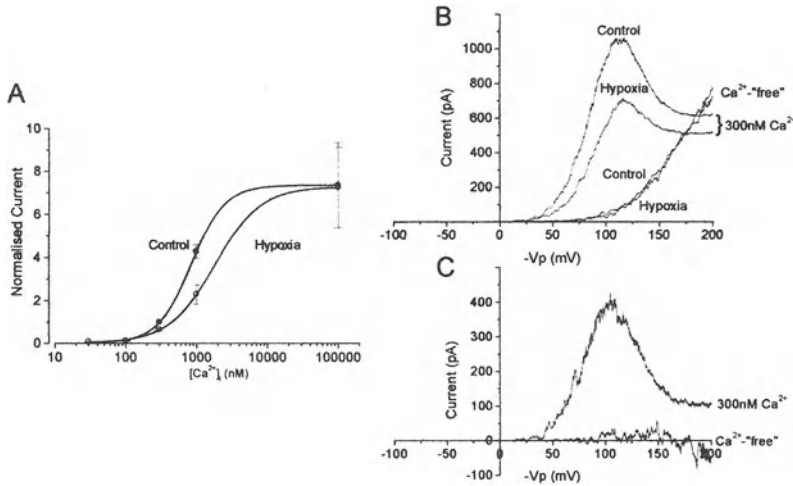 A
Normalised Current
10
8
6
4
2
0
Control
Hypoxia
10
100
1000
10000
100000
[Ca²⁺]ᵢ (nM)
B
Current (pA)
1000
800
600
400
200
Control
Hypoxia
Ca²⁺-"free"
300nM Ca²⁺
Control
Hypoxia
-100
-50
0
50
100
150
200
-Vp (mV)
C
Current (pA)
400
300
200
100
0
-100
300nM Ca²⁺
Ca²⁺-"free"
-100
-50
0
50
100
150
200
-Vp (mV)